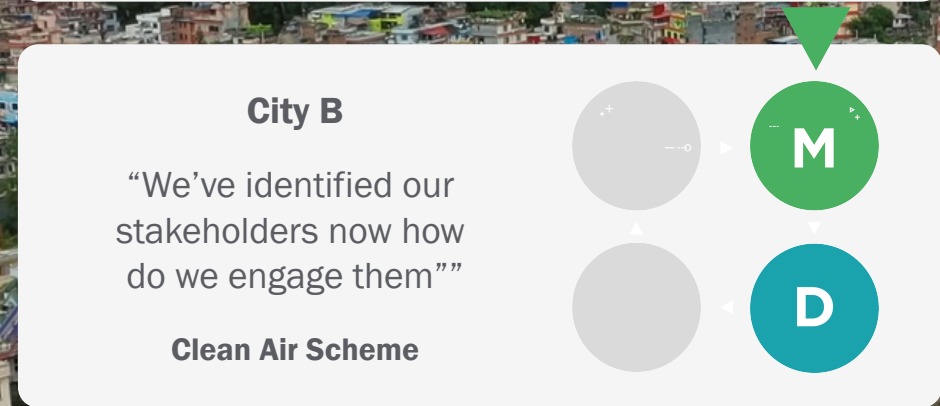 City B
“We’ve identified our
stakeholders now how
do we engage them””
Clean Air Scheme
M
D